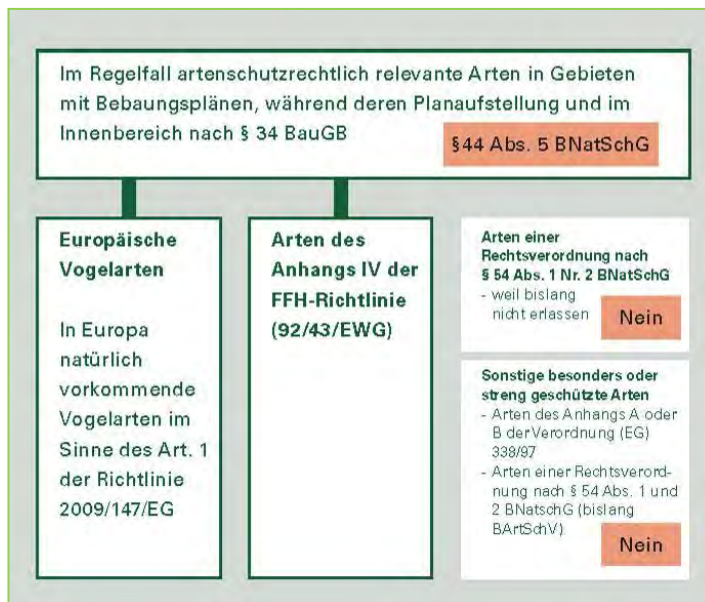 Im Regelfall artenschutzrechtlich relevante Arten in Gebieten
mit Bebaungsplänen, während deren Planaufstellung und im
Innenbereich nach § 34 BauGB
§44 Abs. 5 BNatSchG
Europäische
Vogelarten
In Europa
natürlich
vorkommende
Vogelarten im
Sinne des Art. 1
der Richtlinie
2009/147/EG
Arten des
Anhangs IV der
FFH-Richtlinie
(92/43/EWG)
Arten einer
Rechtsverordnung nach
§ 54 Abs. 1 Nr. 2 BNatSchG
- weil bislang
nicht erlassen
Nein
Sonstige besonders oder
streng geschützte Arten
- Arten des Anhangs A oder
B der Verordnung (EG)
338/97
- Arten einer Rechtsverord-
nung nach § 54 Abs. 1 und
2 BNatschG (bislang
BArtSchV)
Nein